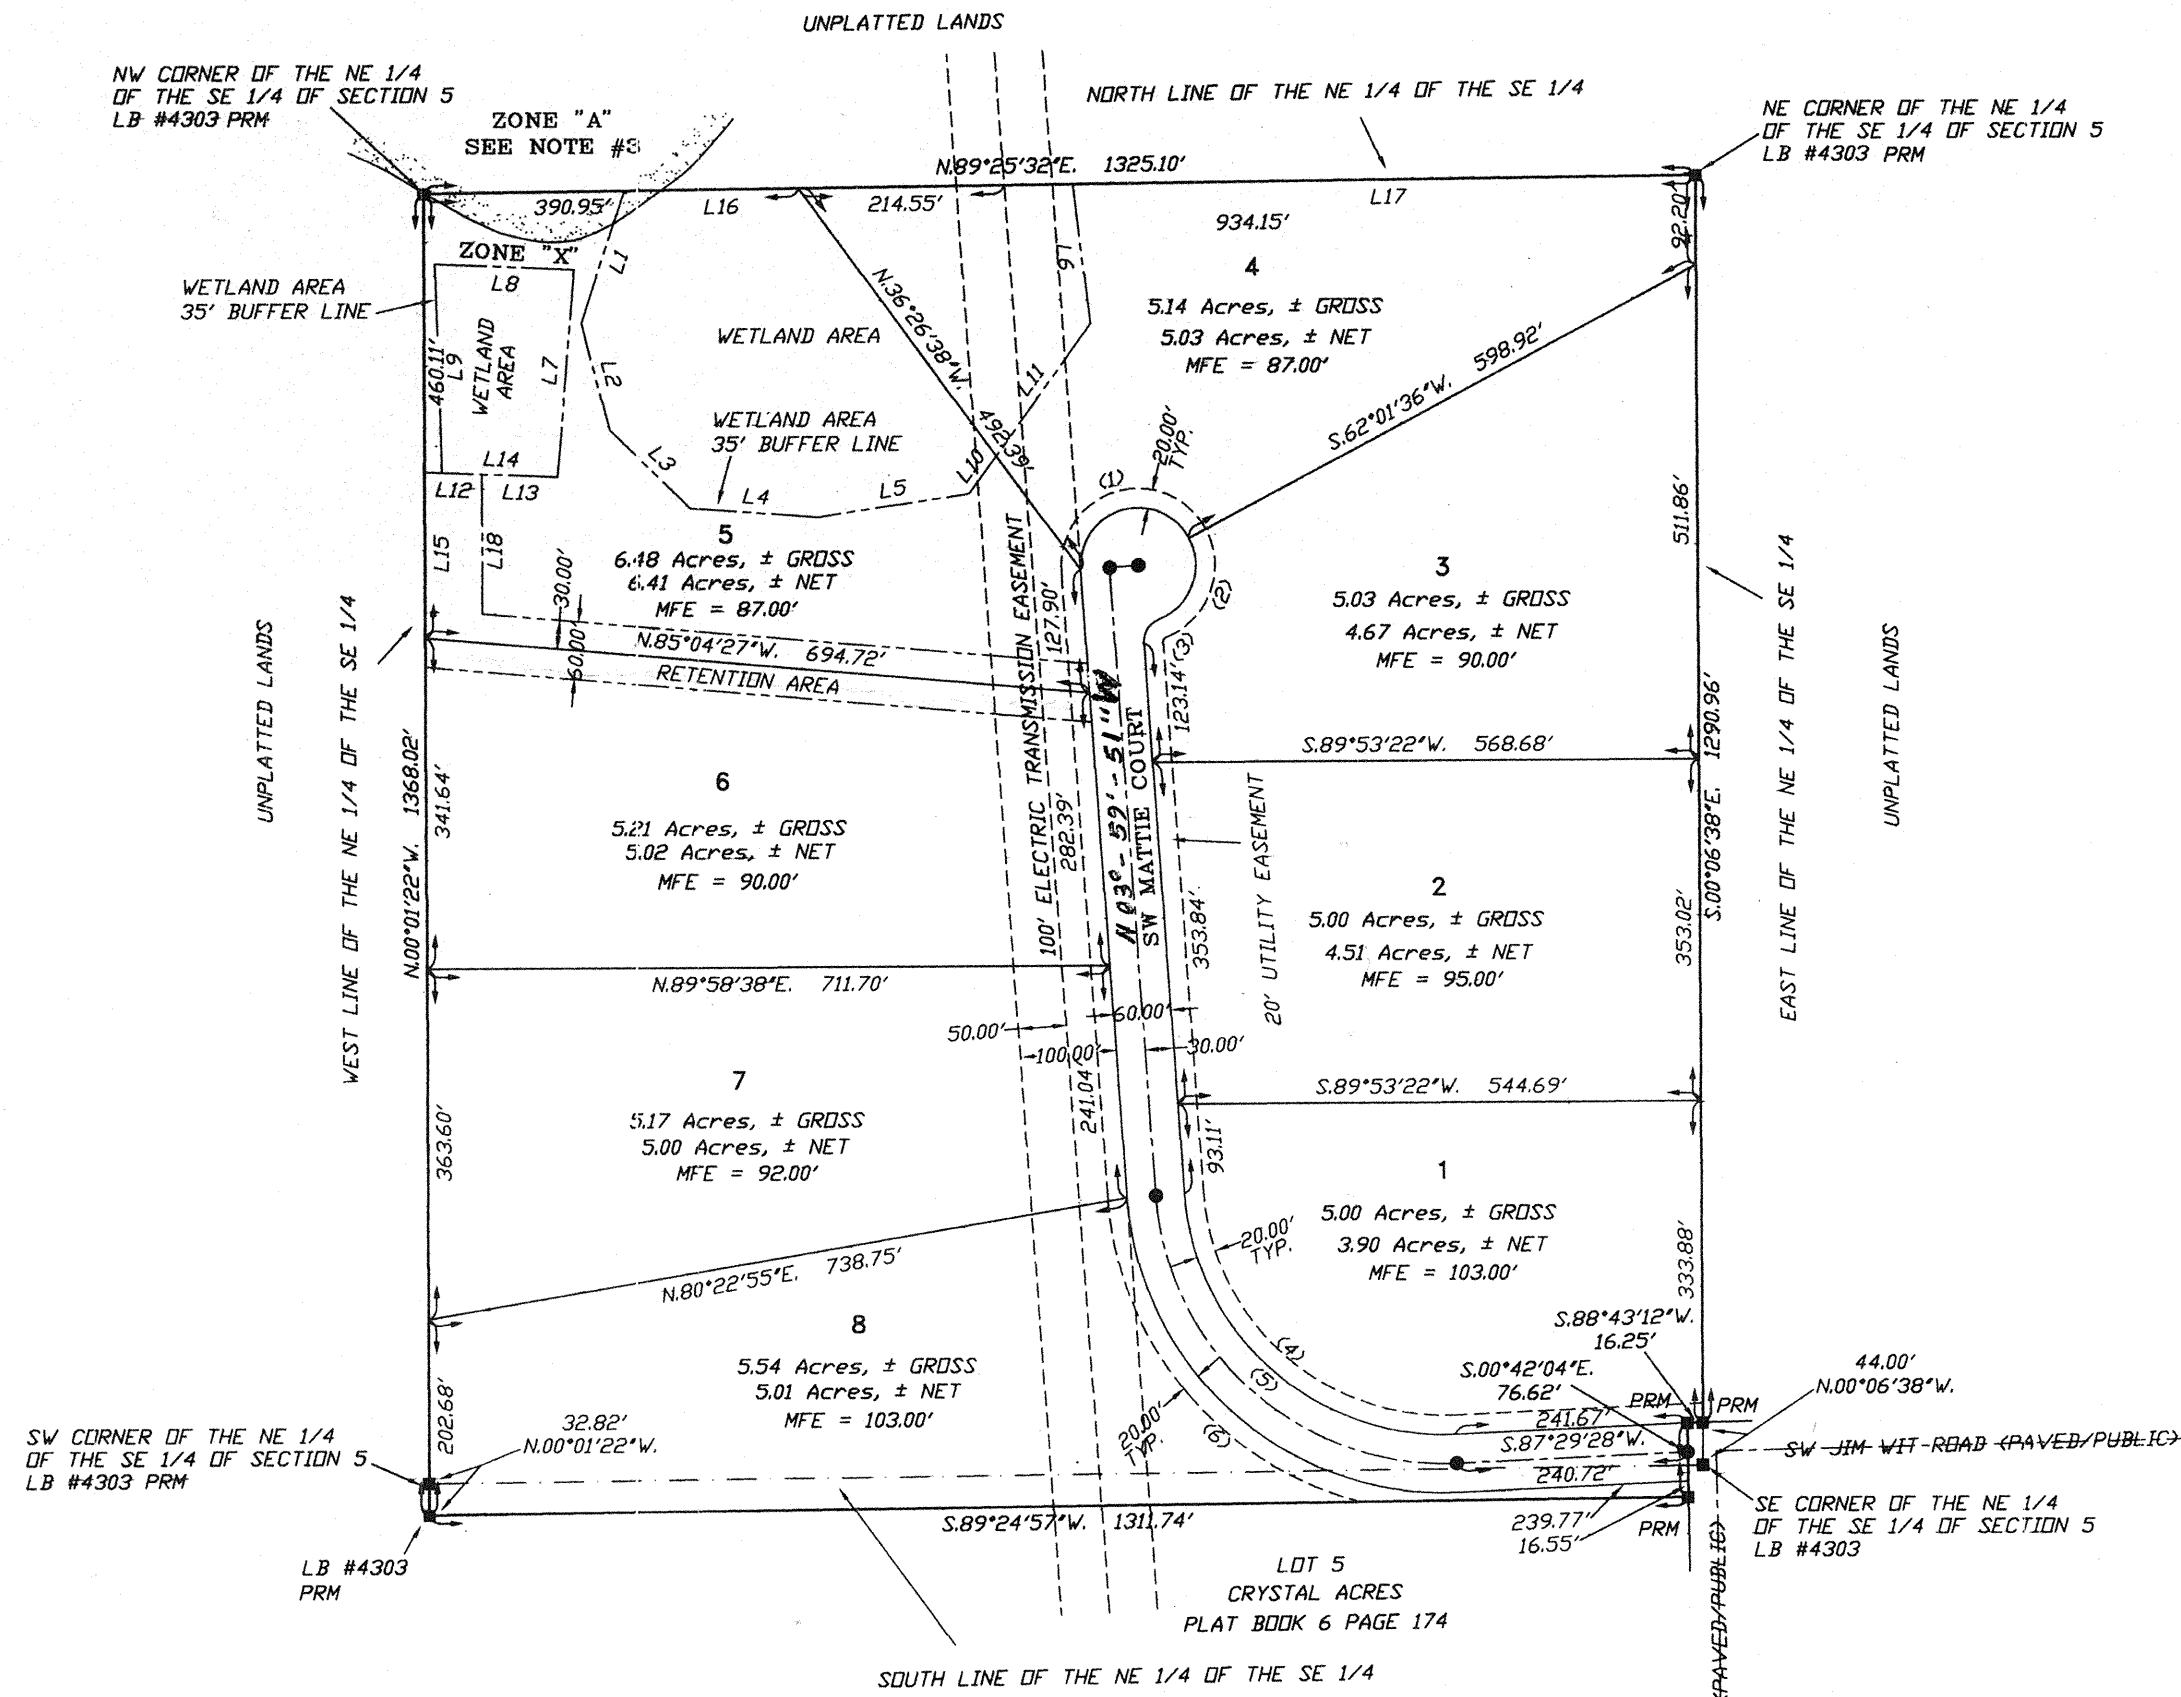 UNPLATTED LANDS
NW CORNER OF THE NE 1/4
OF THE SE 1/4 OF SECTION 5
LB #4303 PRM
ZONE "A"
SEE NOTE #3
NORTH LINE OF THE NE 1/4 OF THE SE 1/4
NE CORNER OF THE NE 1/4
OF THE SE 1/4 OF SECTION 5
LB #4303 PRM
N.89°25'32"E. 1325.10'
390.95'
L16
214.55'
L17
934.15'
92.20'
ZONE "X"
L1
L6
WETLAND AREA
35' BUFFER LINE
L8
WETLAND
AREA
460.11'
L9
L7
L2
WETLAND AREA
N.36°26'38"W.
492.39'
4
5.14 Acres, ± GROSS
5.03 Acres, ± NET
MFE = 87.00'
S.62°01'36"W. 598.92'
WETLAND AREA
35' BUFFER LINE
L11
L10
L3
L4
L5
L14
L12
L13
L15
L18
20.00'
TYP.
(1)
(2)
(3)
511.86'
5
6.48 Acres, ± GROSS
6.41 Acres, ± NET
MFE = 87.00'
30.00'
60.00'
N.85°04'27"W. 694.72'
RETENTION AREA
127.90'
123.14'
3
5.03 Acres, ± GROSS
4.67 Acres, ± NET
MFE = 90.00'
UNPLATTED LANDS
WEST LINE OF THE NE 1/4 OF THE SE 1/4
N.00°01'22"W. 1368.02'
341.64'
100' ELECTRIC TRANSMISSION EASEMENT
282.39'
N 03°-59'-51"W
SW MATTIE COURT
S.89°53'22"W. 568.68'
S.00°06'38"E. 1290.96'
EAST LINE OF THE NE 1/4 OF THE SE 1/4
UNPLATTED LANDS
6
5.21 Acres, ± GROSS
5.02 Acres, ± NET
MFE = 90.00'
20' UTILITY EASEMENT
353.84'
2
5.00 Acres, ± GROSS
4.51 Acres, ± NET
MFE = 95.00'
353.02'
N.89°58'38"E. 711.70'
50.00'
60.00'
100.00'
30.00'
241.04'
S.89°53'22"W. 544.69'
7
5.17 Acres, ± GROSS
5.00 Acres, ± NET
MFE = 92.00'
363.60'
93.11'
1
5.00 Acres, ± GROSS
3.90 Acres, ± NET
MFE = 103.00'
333.88'
20.00'
TYP.
N.80°22'55"E. 738.75'
8
5.54 Acres, ± GROSS
5.01 Acres, ± NET
MFE = 103.00'
202.68'
(4)
(5)
(6)
20.00'
TYP.
S.88°43'12"W.
16.25'
S.00°42'04"E.
76.62'
PRM
PRM
44.00'
N.00°06'38"W.
241.67'
S.87°29'28"W.
240.72'
SW JIM WIT ROAD (PAVED/PUBLIC)
SW CORNER OF THE NE 1/4
OF THE SE 1/4 OF SECTION 5
LB #4303 PRM
32.82'
N.00°01'22"W.
S.89°24'57"W. 1311.74'
239.77'
16.55'
PRM
SE CORNER OF THE NE 1/4
OF THE SE 1/4 OF SECTION 5
LB #4303
LB #4303
PRM
LOT 5
CRYSTAL ACRES
PLAT BOOK 6 PAGE 174
(PAVED/PUBLIC)
SOUTH LINE OF THE NE 1/4 OF THE SE 1/4